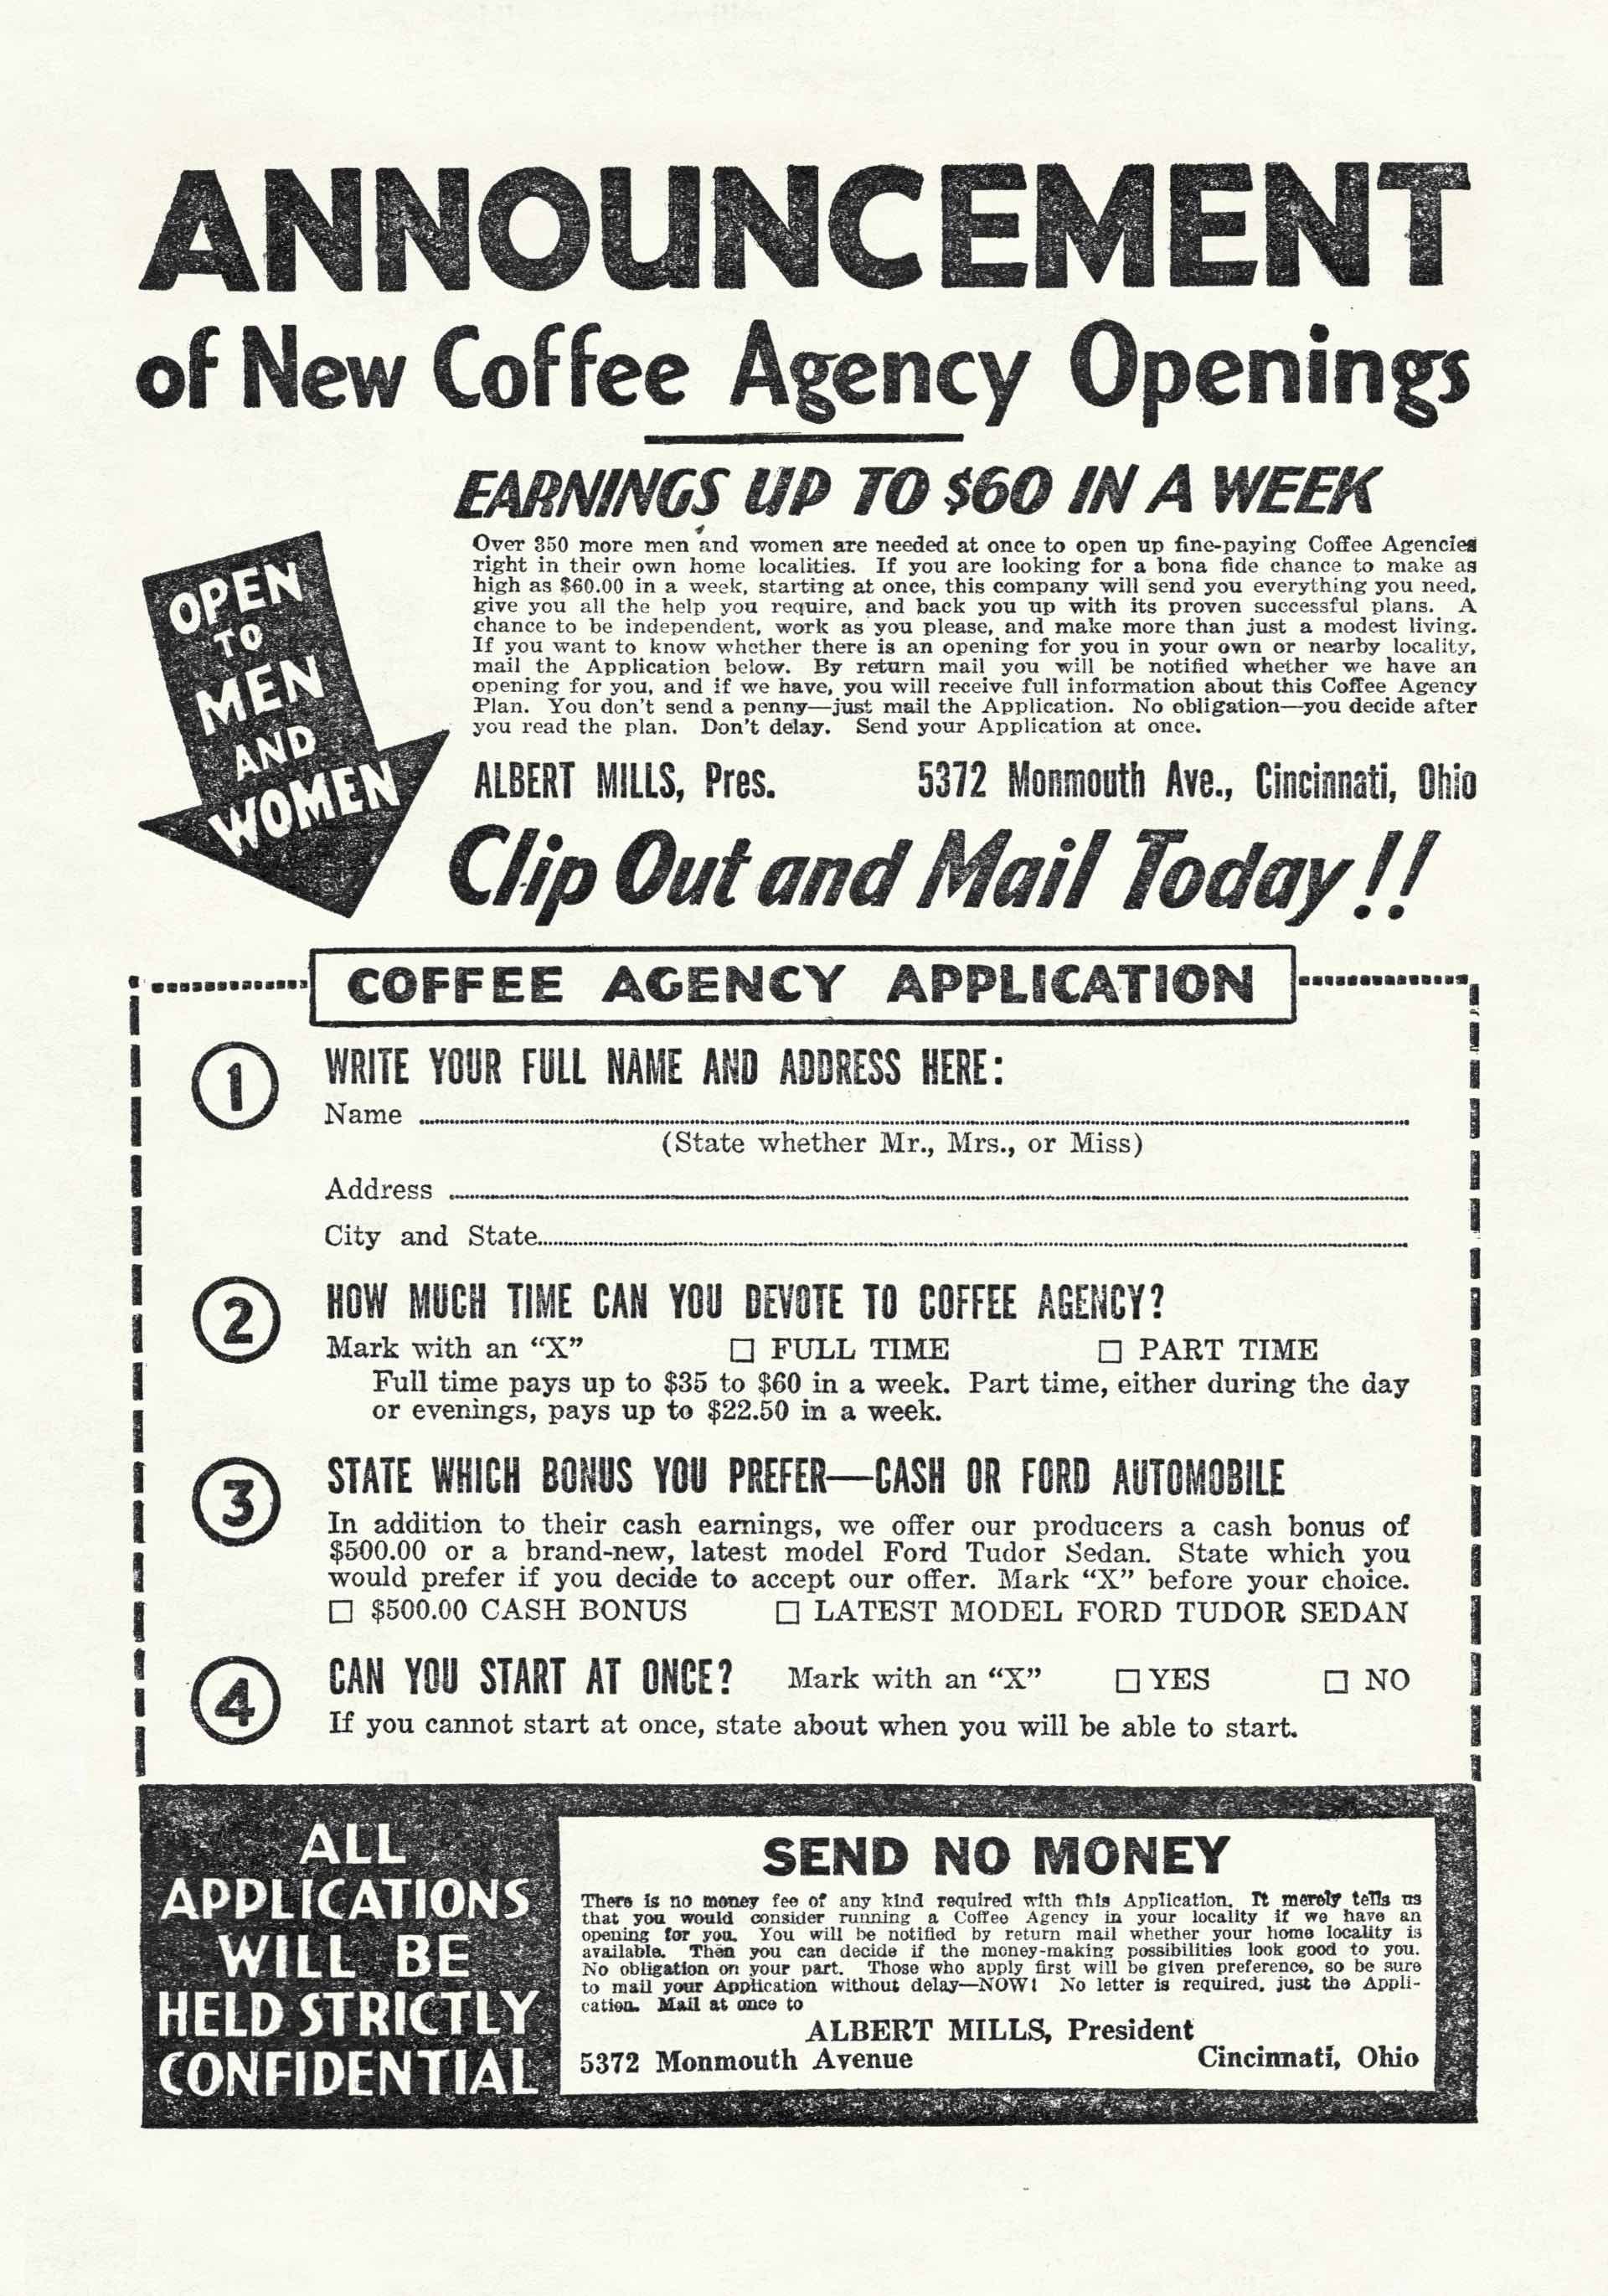 ANNOUNCEMENT
of New Coffee Agency Openings
EARNINGS UP TO $60 IN A WEEK
OPEN
TO
MEN
AND
WOMEN
Over 350 more men and women are needed at once to open up fine-paying Coffee Agencies
right in their own home localities. If you are looking for a bona fide chance to make as
high as $60.00 in a week, starting at once, this company will send you everything you need,
give you all the help you require, and back you up with its proven successful plans. A
chance to be independent, work as you please, and make more than just a modest living.
If you want to know whether there is an opening for you in your own or nearby locality,
mail the Application below. By return mail you will be notified whether we have an
opening for you, and if we have, you will receive full information about this Coffee Agency
Plan. You don't send a penny—just mail the Application. No obligation—you decide after
you read the plan. Don't delay. Send your Application at once.
ALBERT MILLS, Pres. 5372 Monmouth Ave., Cincinnati, Ohio
Clip Out and Mail Today!!
COFFEE AGENCY APPLICATION
1 WRITE YOUR FULL NAME AND ADDRESS HERE:
Name
(State whether Mr., Mrs., or Miss)
Address
City and State
2 HOW MUCH TIME CAN YOU DEVOTE TO COFFEE AGENCY?
Mark with an “X” □ FULL TIME □ PART TIME
Full time pays up to $35 to $60 in a week. Part time, either during the day
or evenings, pays up to $22.50 in a week.
3 STATE WHICH BONUS YOU PREFER—CASH OR FORD AUTOMOBILE
In addition to their cash earnings, we offer our producers a cash bonus of
$500.00 or a brand-new, latest model Ford Tudor Sedan. State which you
would prefer if you decide to accept our offer. Mark “X” before your choice.
□ $500.00 CASH BONUS □ LATEST MODEL FORD TUDOR SEDAN
4 CAN YOU START AT ONCE? Mark with an “X” □ YES □ NO
If you cannot start at once, state about when you will be able to start.
ALL
APPLICATIONS
WILL BE
HELD STRICTLY
CONFIDENTIAL
SEND NO MONEY
There is no money fee of any kind required with this Application. It merely tells us
that you would consider running a Coffee Agency in your locality if we have an
opening for you. You will be notified by return mail whether your home locality is
available. Then you can decide if the money-making possibilities look good to you.
No obligation on your part. Those who apply first will be given preference, so be sure
to mail your Application without delay—NOW! No letter is required, just the Appli-
cation. Mail at once to
ALBERT MILLS, President
5372 Monmouth Avenue Cincinnati, Ohio